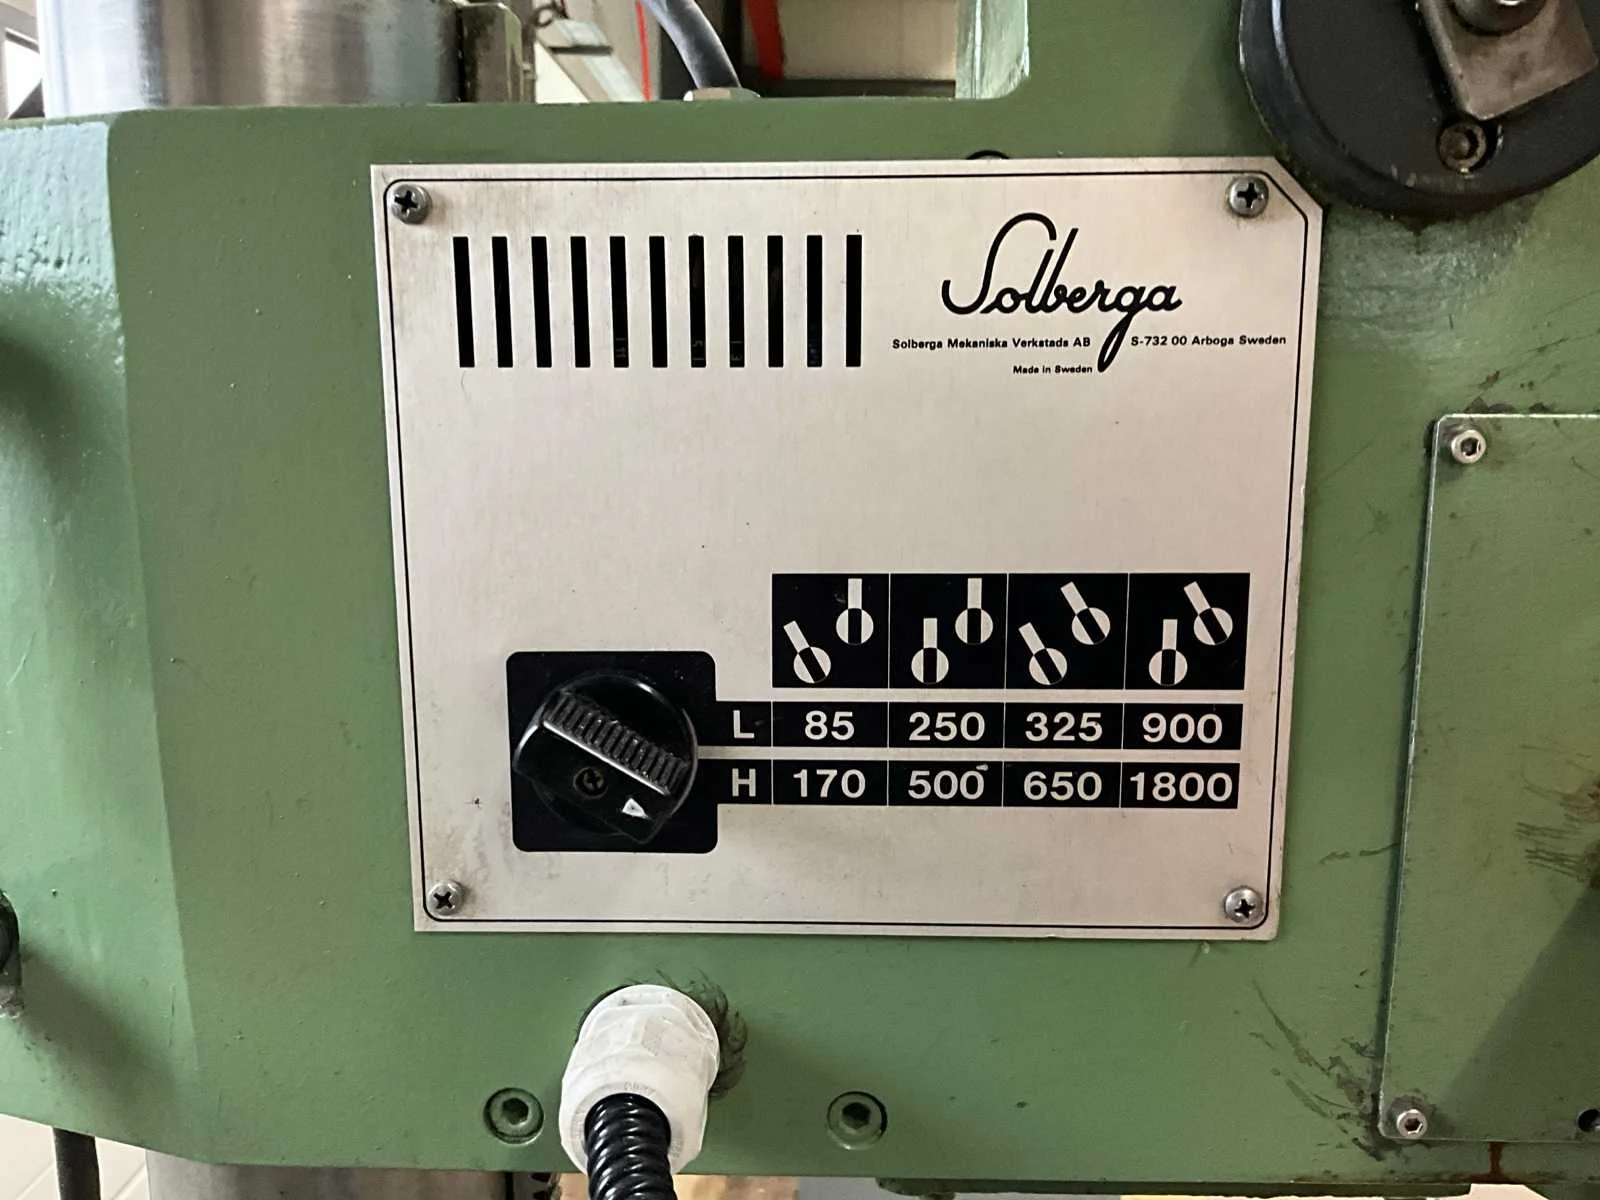 Solberga
Solberga Mekaniska Verkstads AB S-732 00 Arboga Sweden
Made in Sweden
L 85 250 325 900
H 170 500 650 1800